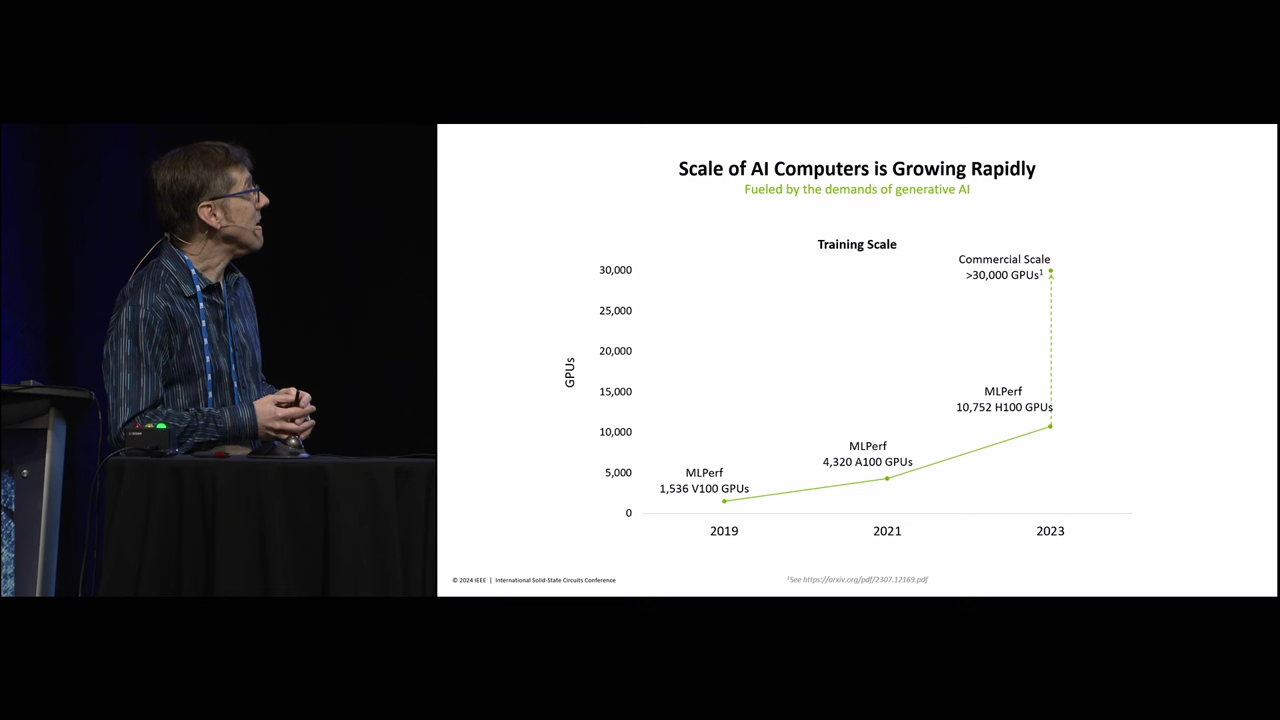 Scale of AI Computers is Growing Rapidly
Fueled by the demands of generative AI
Training Scale
GPUs
30,000
25,000
20,000
15,000
10,000
5,000
0
Commercial Scale
>30,000 GPUs¹
MLPerf
10,752 H100 GPUs
MLPerf
4,320 A100 GPUs
MLPerf
1,536 V100 GPUs
2019
2021
2023
© 2024 IEEE | International Solid-State Circuits Conference
¹See https://arxiv.org/pdf/2307.12169.pdf